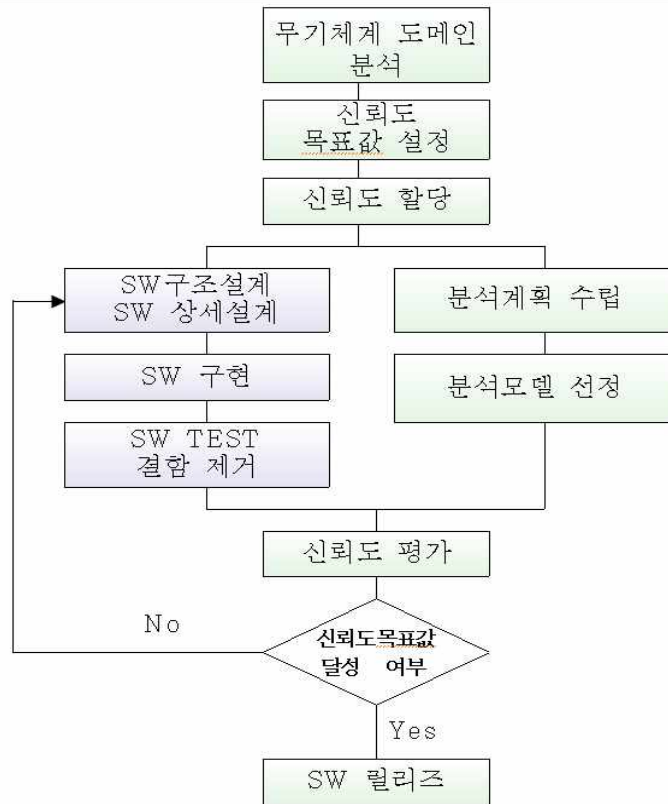 무기체계 도메인
분석
신뢰도
목표값 설정
신뢰도 할당
SW구조설계
SW 상세설계
분석계획 수립
SW 구현
분석모델 선정
SW TEST
결함 제거
신뢰도 평가
No
신뢰도목표값
달성 여부
Yes
SW 릴리즈